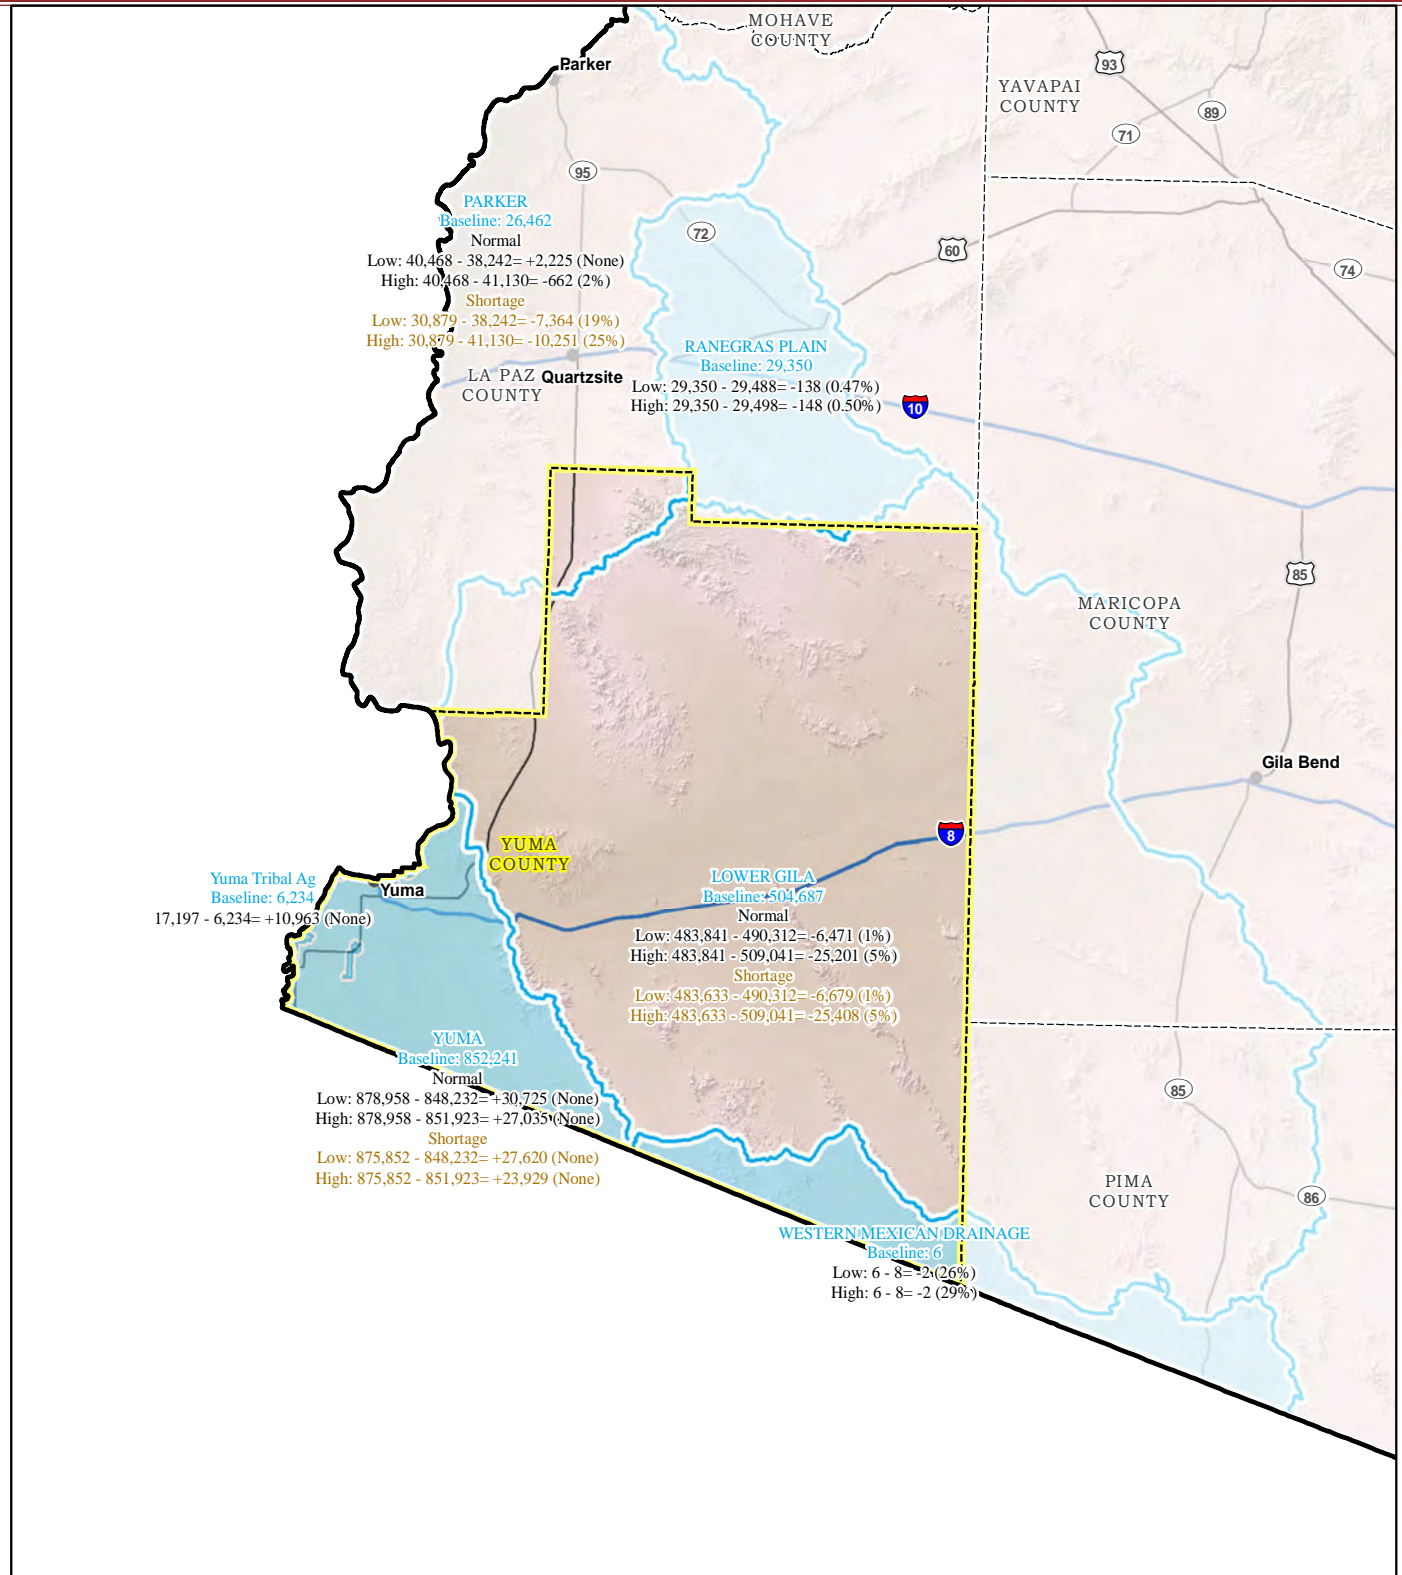 MOHAVE
COUNTY
Parker
93
YAVAPAI
COUNTY
89
71
95
PARKER
Baseline: 26,462
Normal
Low: 40,468 - 38,242= +2,225 (None)
High: 40,468 - 41,130= -662 (2%)
Shortage
Low: 30,879 - 38,242= -7,364 (19%)
High: 30,879 - 41,130= -10,251 (25%)
72
60
74
RANEGRAS PLAIN
Baseline: 29,350
Low: 29,350 - 29,488= -138 (0.47%)
High: 29,350 - 29,498= -148 (0.50%)
LA PAZ
COUNTY
Quartzsite
10
85
MARICOPA
COUNTY
Gila Bend
8
YUMA
COUNTY
Yuma Tribal Ag
Baseline: 6,234
17,197 - 6,234= +10,963 (None)
Yuma
LOWER GILA
Baseline: 504,687
Normal
Low: 483,841 - 490,312= -6,471 (1%)
High: 483,841 - 509,041= -25,201 (5%)
Shortage
Low: 483,633 - 490,312= -6,679 (1%)
High: 483,633 - 509,041= -25,408 (5%)
YUMA
Baseline: 852,241
Normal
Low: 878,958 - 848,232= +30,725 (None)
High: 878,958 - 851,923= +27,035 (None)
Shortage
Low: 875,852 - 848,232= +27,620 (None)
High: 875,852 - 851,923= +23,929 (None)
85
PIMA
COUNTY
86
WESTERN MEXICAN DRAINAGE
Baseline: 6
Low: 6 - 8= -2 (26%)
High: 6 - 8= -2 (29%)